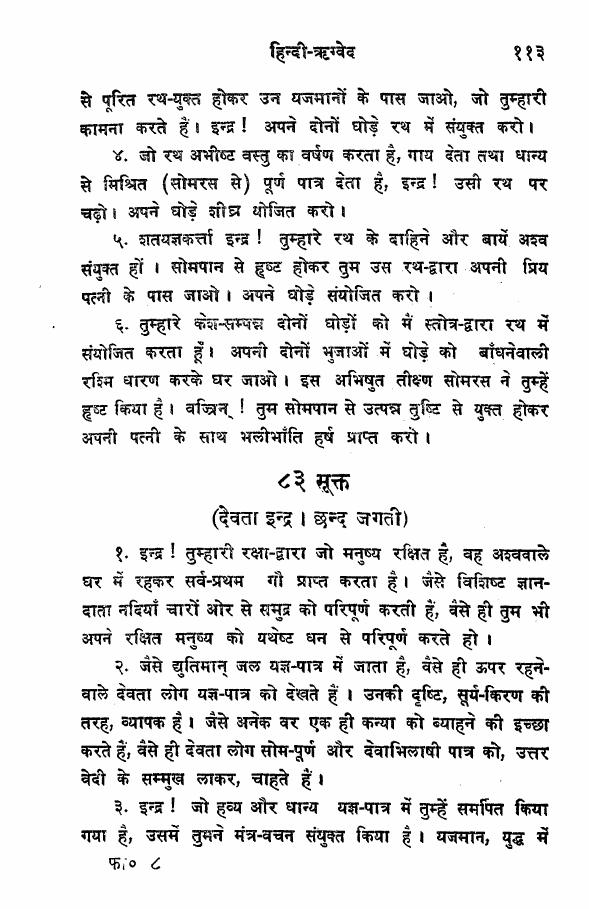 हिन्दी-ऋग्वेद ११३
से पूरित रथ-युक्त होकर उन यजमानों के पास जाओ, जो तुम्हारी
कामना करते हैं। इन्द्र! अपने दोनों घोड़े रथ में संयुक्त करो।
४. जो रथ अभीष्ट वस्तु का वर्षण करता है, गाय देता तथा धान्य
से मिश्रित (सोमरस से) पूर्ण पात्र देता है, इन्द्र! उसी रथ पर
चढ़ो। अपने घोड़े शीघ्र योजित करो।
५. शतयज्ञकर्त्ता इन्द्र! तुम्हारे रथ के दाहिने और बायें अश्व
संयुक्त हों। सोमपान से हृष्ट होकर तुम उस रथ-द्वारा अपनी प्रिय
पत्नी के पास जाओ। अपने घोड़े संयोजित करो।
६. तुम्हारे केश-सम्पन्न दोनों घोड़ों को मैं स्तोत्र-द्वारा रथ में
संयोजित करता हूँ। अपनी दोनों भुजाओं में घोड़े को बाँधनेवाली
रश्मि धारण करके घर जाओ। इस अभिषुत तीक्ष्ण सोमरस ने तुम्हें
हृष्ट किया है। वज्रिन्! तुम सोमपान से उत्पन्न तुष्टि से युक्त होकर
अपनी पत्नी के साथ भलीभाँति हर्ष प्राप्त करो।
८३ सूक्त
(देवता इन्द्र। छन्द जगती)
१. इन्द्र! तुम्हारी रक्षा-द्वारा जो मनुष्य रक्षित है, वह अश्ववाले
घर में रहकर सर्व-प्रथम गौ प्राप्त करता है। जैसे विशिष्ट ज्ञान-
दाता नदियाँ चारों ओर से समुद्र को परिपूर्ण करती हैं, वैसे ही तुम भी
अपने रक्षित मनुष्य को यथेष्ट धन से परिपूर्ण करते हो।
२. जैसे द्युतिमान् जल यज्ञ-पात्र में जाता है, वैसे ही ऊपर रहने-
वाले देवता लोग यज्ञ-पात्र को देखते हैं। उनकी दृष्टि, सूर्य-किरण की
तरह, व्यापक है। जैसे अनेक वर एक ही कन्या को ब्याहने की इच्छा
करते हैं, वैसे ही देवता लोग सोम-पूर्ण और देवाभिलाषी पात्र को, उत्तर
वेदी के सम्मुख लाकर, चाहते हैं।
३. इन्द्र! जो हव्य और धान्य यज्ञ-पात्र में तुम्हें समर्पित किया
गया है, उसमें तुमने मंत्र-वचन संयुक्त किया है। यजमान, युद्ध में
फा० ८